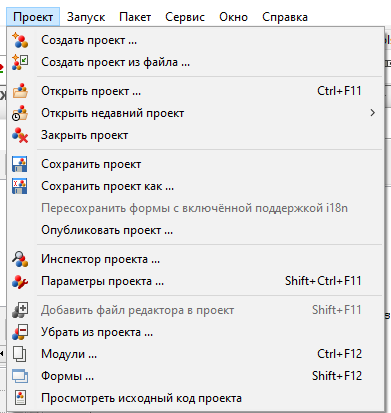 Проект Запуск Пакет Сервис Окно Справка
Создать проект ...
Создать проект из файла ...
Открыть проект ... Ctrl+F11
Открыть недавний проект
Закрыть проект
Сохранить проект
Сохранить проект как ...
Пересохранить формы с включённой поддержкой i18n
Опубликовать проект ...
Инспектор проекта ...
Параметры проекта ... Shift+Ctrl+F11
Добавить файл редактора в проект Shift+F11
Убрать из проекта ...
Модули ... Ctrl+F12
Формы ... Shift+F12
Просмотреть исходный код проекта